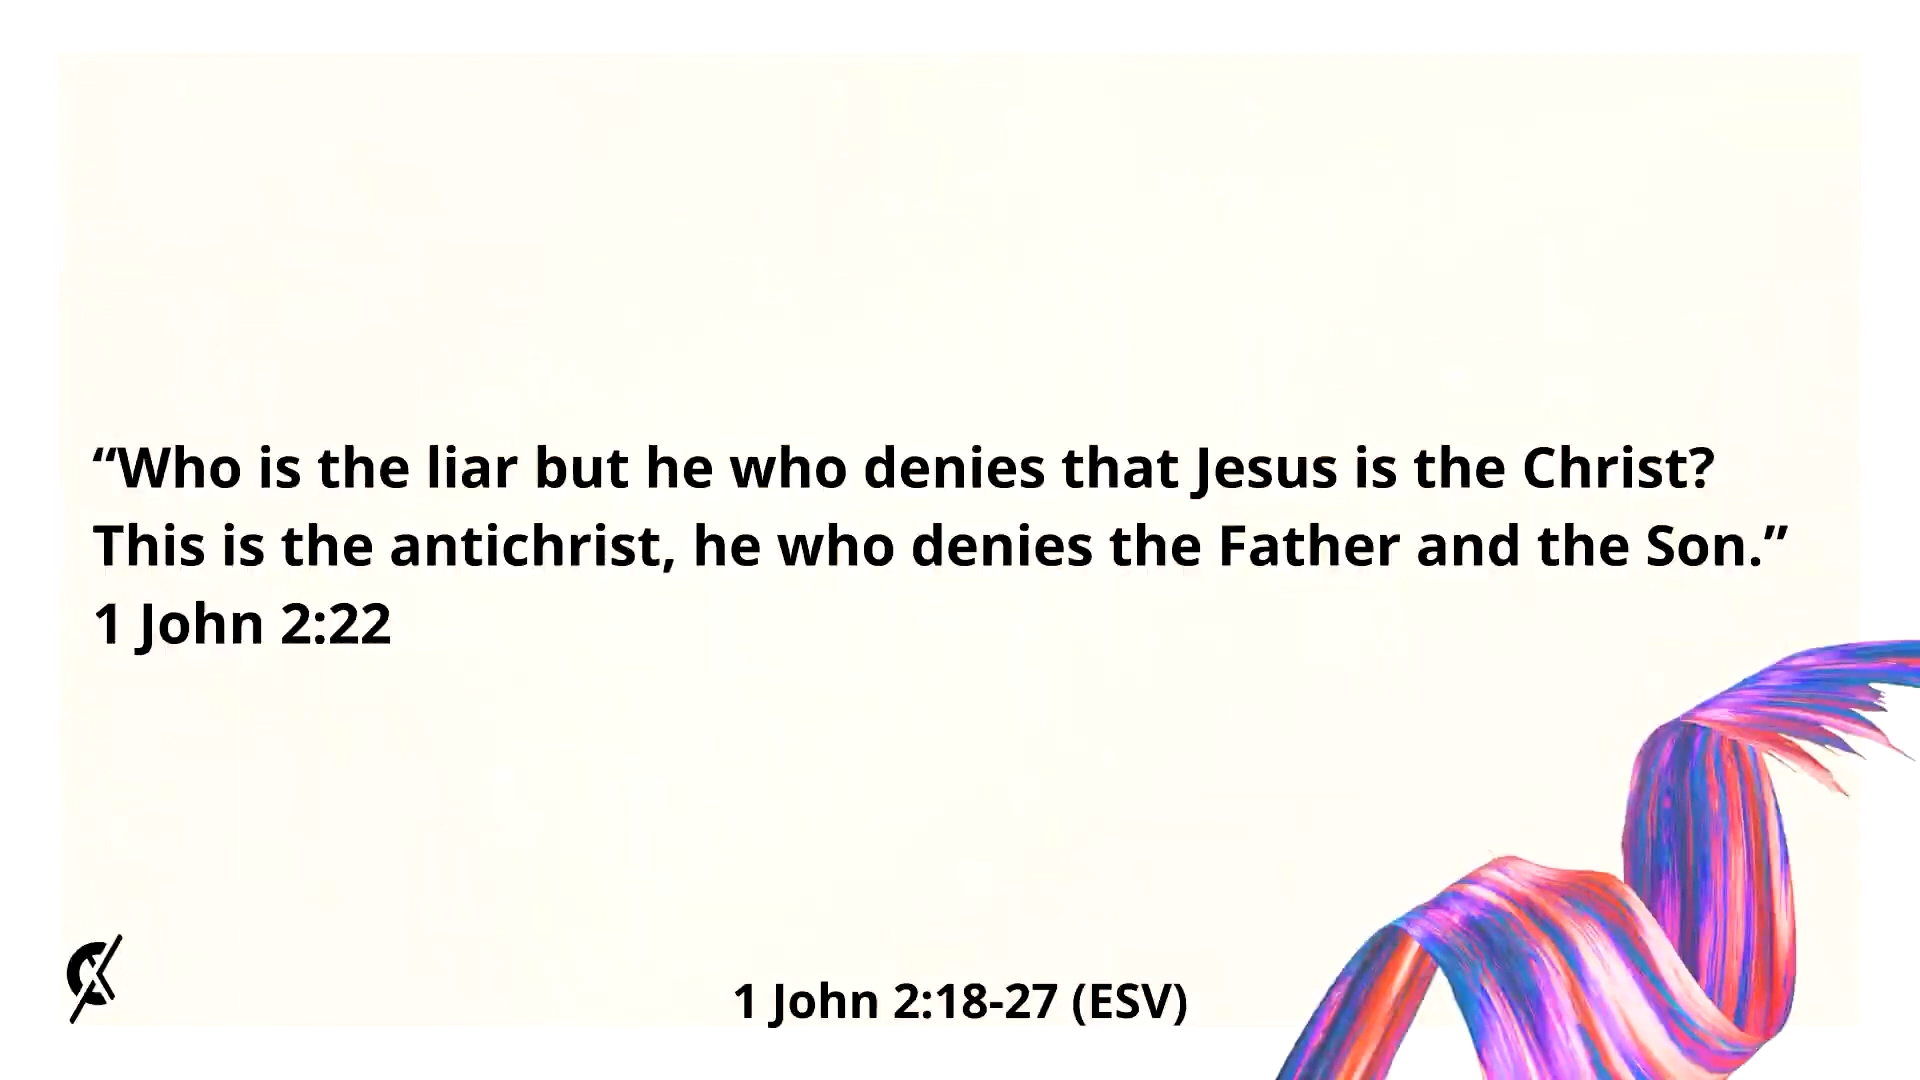 “Who is the liar but he who denies that Jesus is the Christ?
This is the antichrist, he who denies the Father and the Son.”
1 John 2:22
1 John 2:18-27 (ESV)